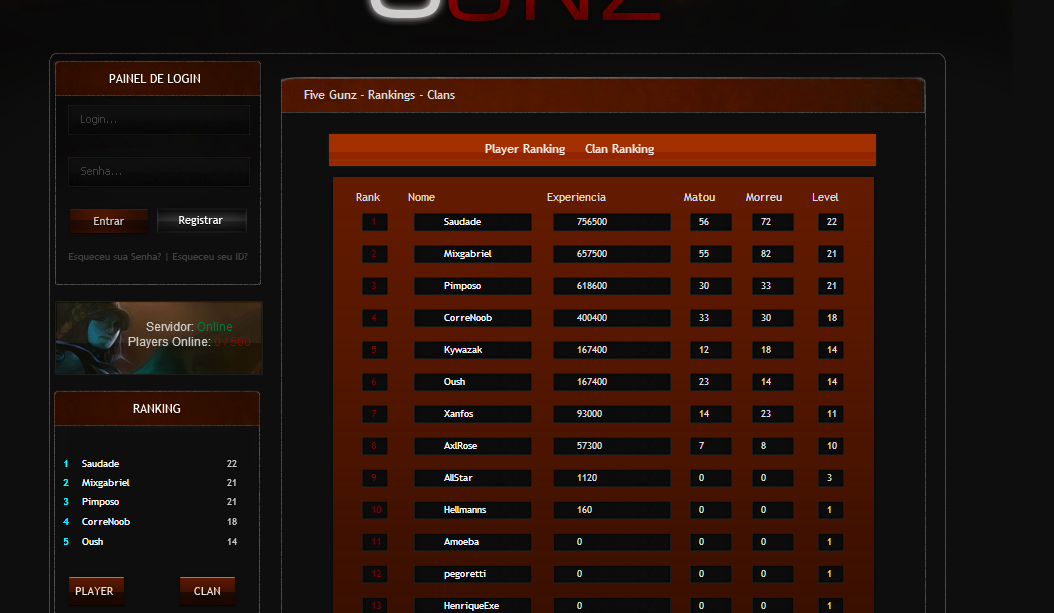 GUNZ
PAINEL DE LOGIN
Login...
Senha...
Entrar Registrar
Esqueceu sua Senha? | Esqueceu seu ID?
Servidor: Online
Players Online: 0 / 500
RANKING
1 Saudade 22
2 Mixgabriel 21
3 Pimposo 21
4 CorreNoob 18
5 Oush 14
PLAYER CLAN
Five Gunz - Rankings - Clans
Player Ranking Clan Ranking
Rank Nome Experiencia Matou Morreu Level
1 Saudade 756500 56 72 22
2 Mixgabriel 657500 55 82 21
3 Pimposo 618600 30 33 21
4 CorreNoob 400400 33 30 18
5 Kywazak 167400 12 18 14
6 Oush 167400 23 14 14
7 Xanfos 93000 14 23 11
8 AxlRose 57300 7 8 10
9 AllStar 1120 0 0 3
10 Hellmanns 160 0 0 1
11 Amoeba 0 0 0 1
12 pegoretti 0 0 0 1
13 HenriqueExe 0 0 0 1